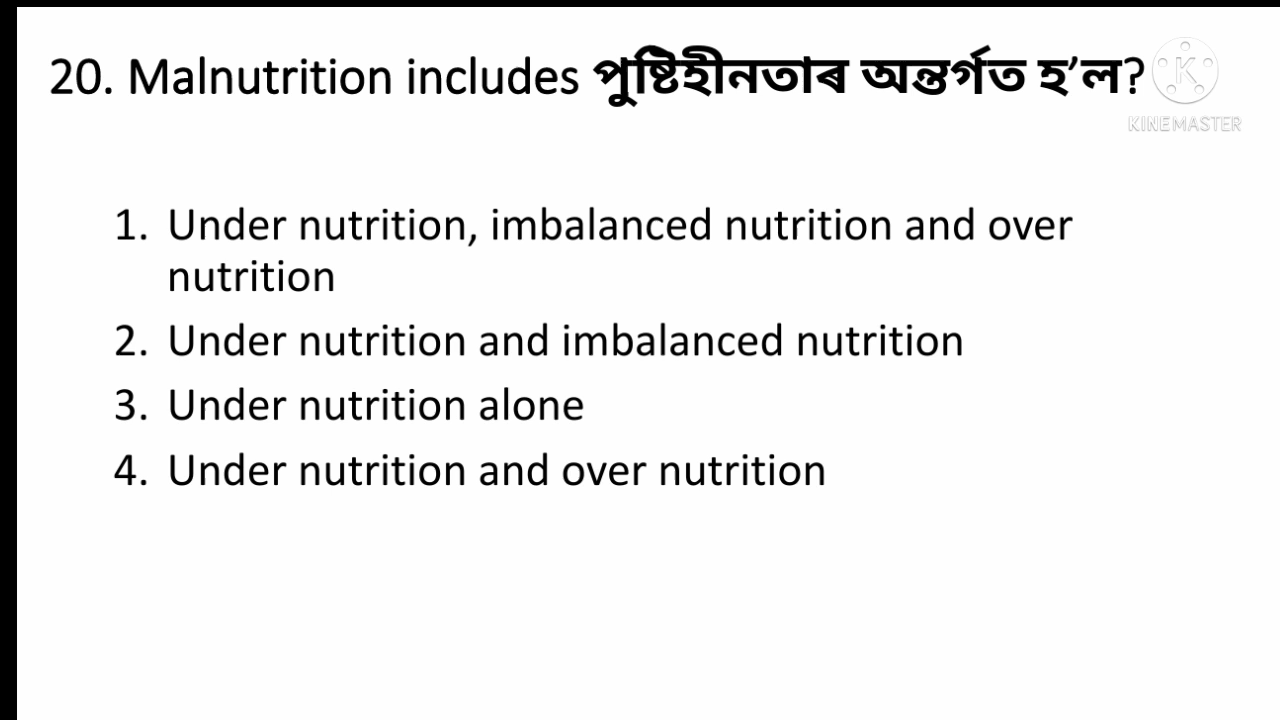 20. Malnutrition includes পুষ্টিহীনতাৰ অন্তৰ্গত হ’ল?
KINEMASTER
1. Under nutrition, imbalanced nutrition and over
nutrition
2. Under nutrition and imbalanced nutrition
3. Under nutrition alone
4. Under nutrition and over nutrition